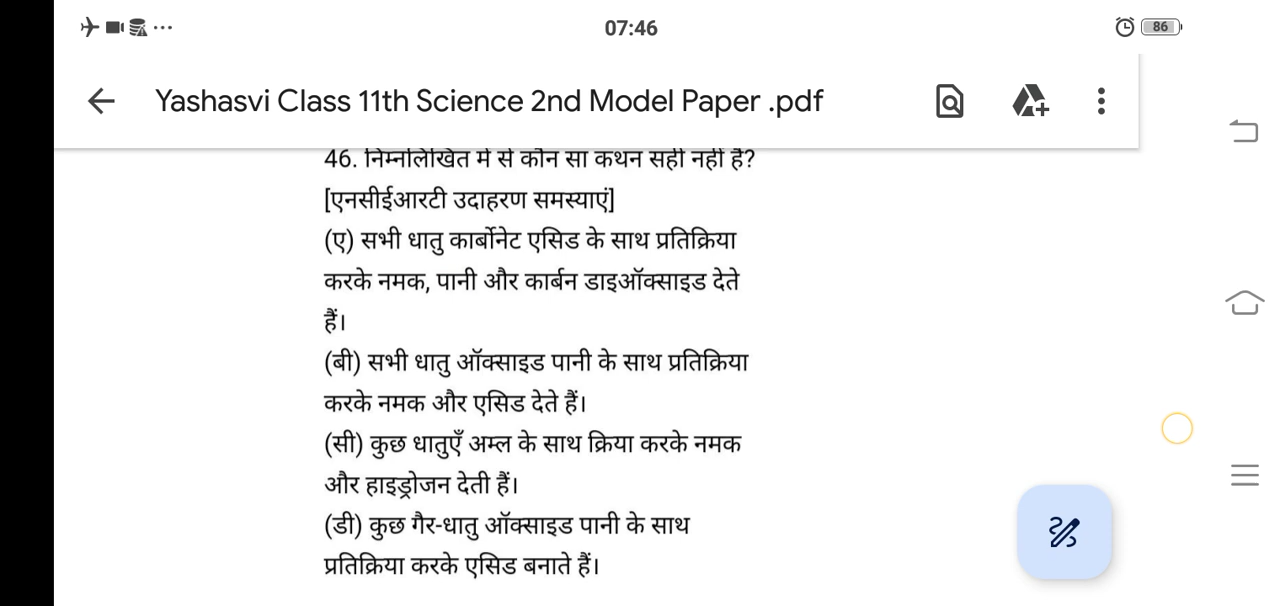 07:46
86
Yashasvi Class 11th Science 2nd Model Paper .pdf
46. निम्नलिखित में से कौन सा कथन सही नहीं है?
[एनसीईआरटी उदाहरण समस्याएं]
(ए) सभी धातु कार्बोनेट एसिड के साथ प्रतिक्रिया
करके नमक, पानी और कार्बन डाइऑक्साइड देते
हैं।
(बी) सभी धातु ऑक्साइड पानी के साथ प्रतिक्रिया
करके नमक और एसिड देते हैं।
(सी) कुछ धातुएँ अम्ल के साथ क्रिया करके नमक
और हाइड्रोजन देती हैं।
(डी) कुछ गैर-धातु ऑक्साइड पानी के साथ
प्रतिक्रिया करके एसिड बनाते हैं।